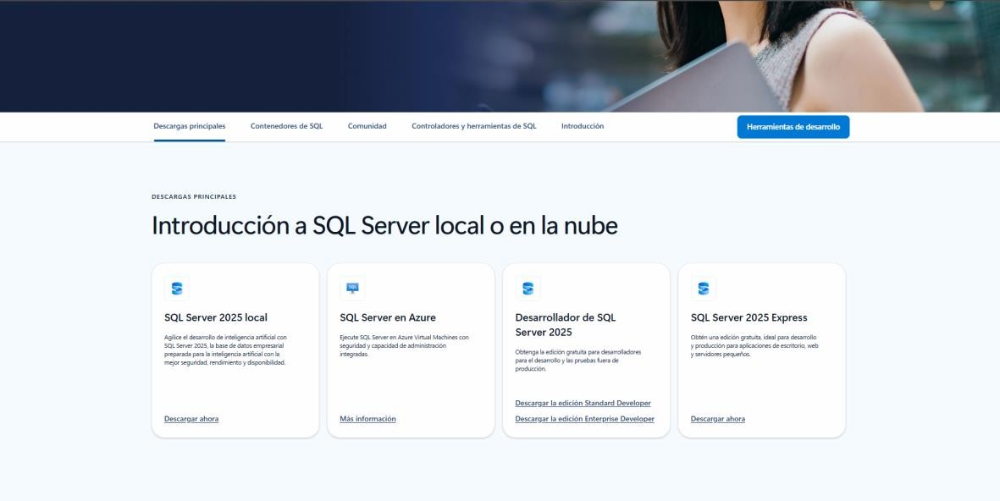 Descargas principales
Contenedores de SQL
Comunidad
Controladores y herramientas de SQL
Introducción
Herramientas de desarrollo
DESCARGAS PRINCIPALES
Introducción a SQL Server local o en la nube
SQL Server 2025 local
Agilice el desarrollo de inteligencia artificial con
SQL Server 2025, la base de datos empresarial
preparada para la inteligencia artificial con la
mejor seguridad, rendimiento y disponibilidad.
Descargar ahora
SQL
SQL Server en Azure
Ejecute SQL Server en Azure Virtual Machines con
seguridad y capacidad de administración
integradas.
Más información
Desarrollador de SQL
Server 2025
Obtenga la edición gratuita para desarrolladores
para el desarrollo y las pruebas fuera de
producción.
Descargar la edición Standard Developer
Descargar la edición Enterprise Developer
SQL Server 2025 Express
Obtén una edición gratuita, ideal para desarrollo
y producción para aplicaciones de escritorio, web
y servidores pequeños.
Descargar ahora